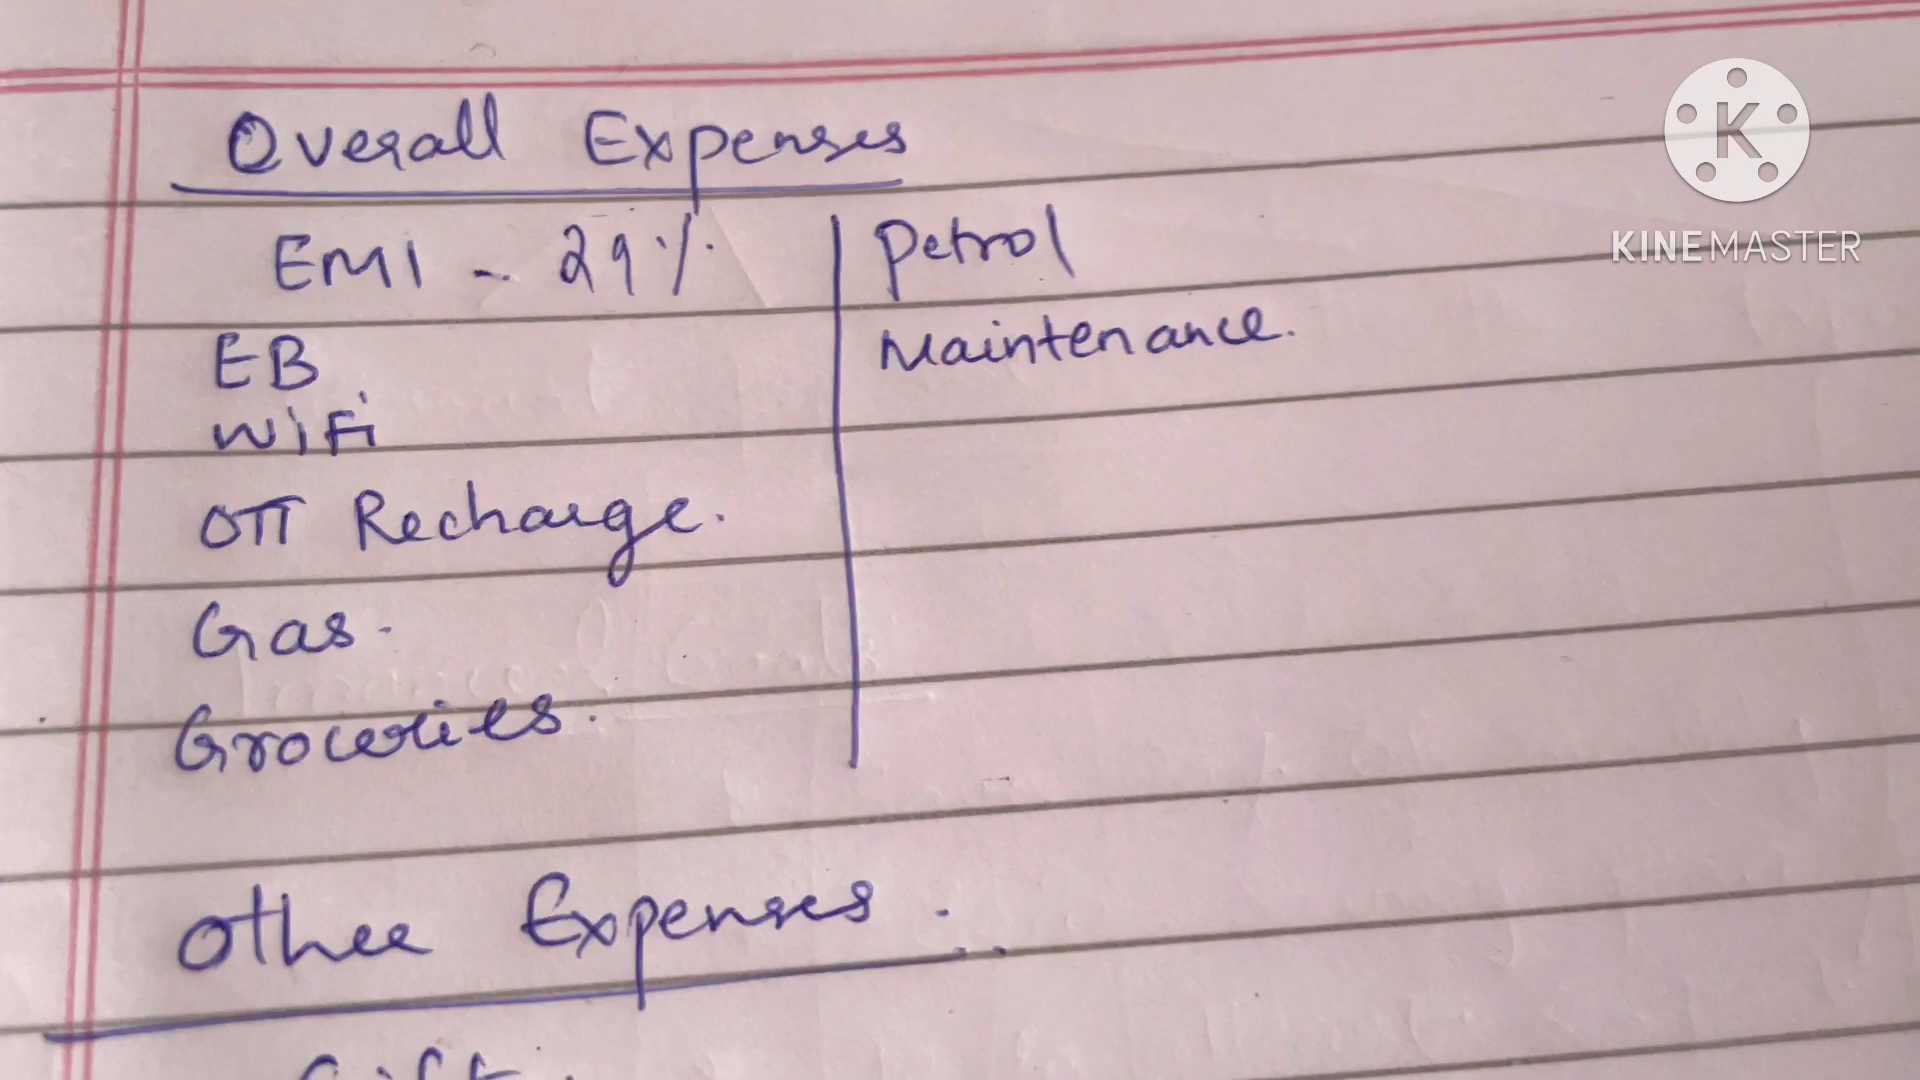 Overall Expenses
EMI - 29%
EB
WiFi
OTT Recharge.
Gas.
Groceries.
Petrol
Maintenance.
Other Expenses.
K
KINEMASTER